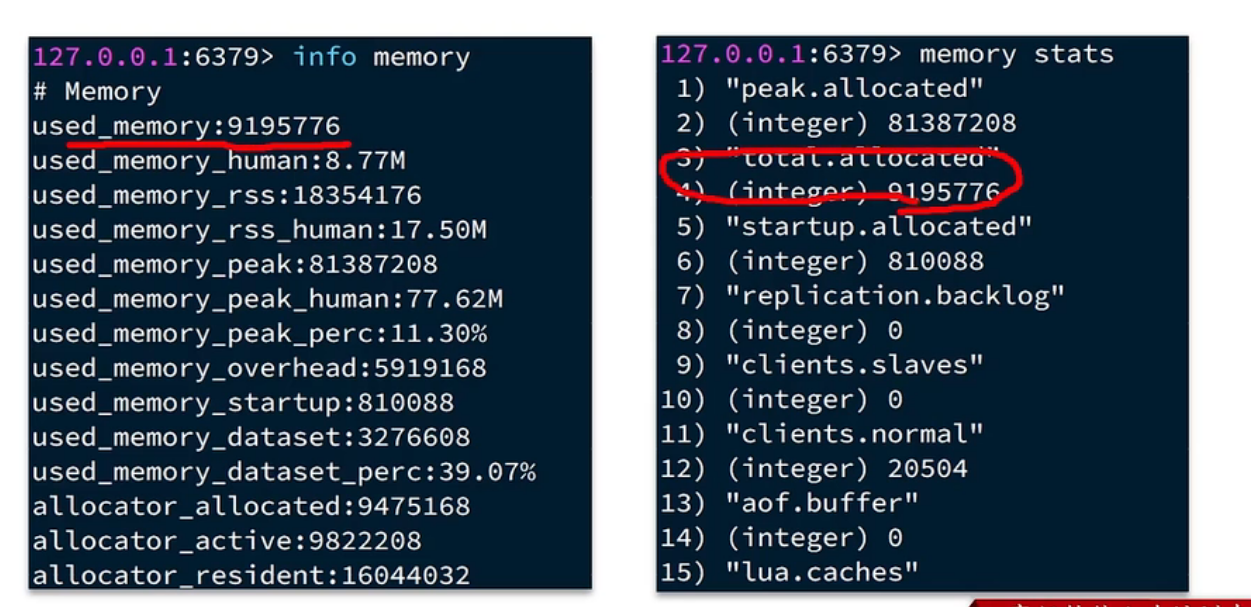 127.0.0.1:6379> info memory
# Memory
used_memory:9195776
used_memory_human:8.77M
used_memory_rss:18354176
used_memory_rss_human:17.50M
used_memory_peak:81387208
used_memory_peak_human:77.62M
used_memory_peak_perc:11.30%
used_memory_overhead:5919168
used_memory_startup:810088
used_memory_dataset:3276608
used_memory_dataset_perc:39.07%
allocator_allocated:9475168
allocator_active:9822208
allocator_resident:16044032
127.0.0.1:6379> memory stats
1) "peak.allocated"
2) (integer) 81387208
3) "total.allocated"
4) (integer) 9195776
5) "startup.allocated"
6) (integer) 810088
7) "replication.backlog"
8) (integer) 0
9) "clients.slaves"
10) (integer) 0
11) "clients.normal"
12) (integer) 20504
13) "aof.buffer"
14) (integer) 0
15) "lua.caches"